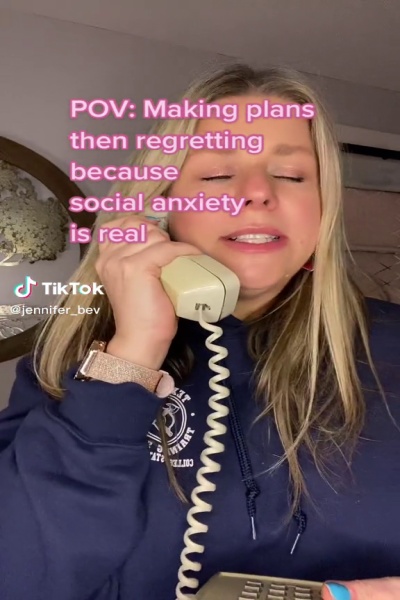 POV: Making plans
then regretting
because
social anxiety
is real
TikTok
@jennifer_bev